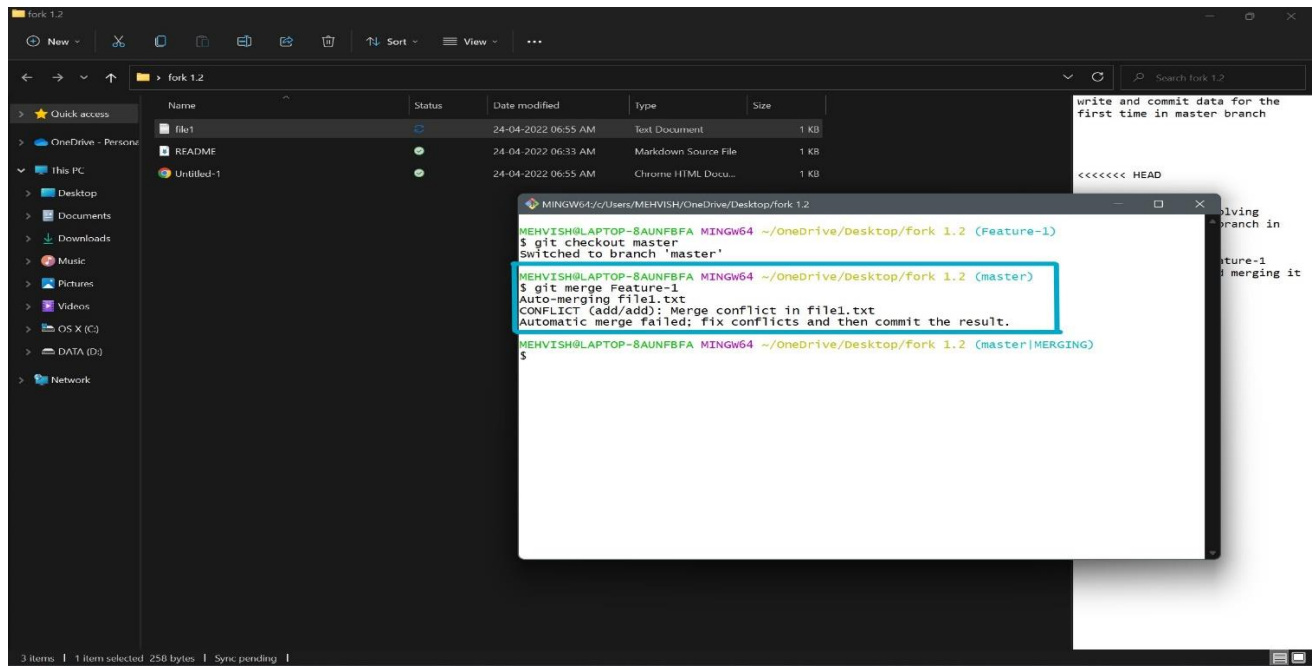 fork 1.2
New
Sort
View
fork 1.2
Search fork 1.2
Quick access
OneDrive - Persona
This PC
Desktop
Documents
Downloads
Music
Pictures
Videos
OS X (C:)
DATA (D:)
Network
Name Status Date modified Type Size
file1 24-04-2022 06:55 AM Text Document 1 KB
README 24-04-2022 06:33 AM Markdown Source File 1 KB
Untitled-1 24-04-2022 06:55 AM Chrome HTML Docu... 1 KB
write and commit data for the
first time in master branch
<<<<<<< HEAD
olving
branch in
ature-1
merging it
MINGW64:/c/Users/MEHVISH/OneDrive/Desktop/fork 1.2
MEHVISH@LAPTOP-8AUNFBFA MINGW64 ~/OneDrive/Desktop/fork 1.2 (Feature-1)
$ git checkout master
Switched to branch 'master'
MEHVISH@LAPTOP-8AUNFBFA MINGW64 ~/OneDrive/Desktop/fork 1.2 (master)
$ git merge Feature-1
Auto-merging file1.txt
CONFLICT (add/add): Merge conflict in file1.txt
Automatic merge failed; fix conflicts and then commit the result.
MEHVISH@LAPTOP-8AUNFBFA MINGW64 ~/OneDrive/Desktop/fork 1.2 (master|MERGING)
$
3 items | 1 item selected 258 bytes | Sync pending |